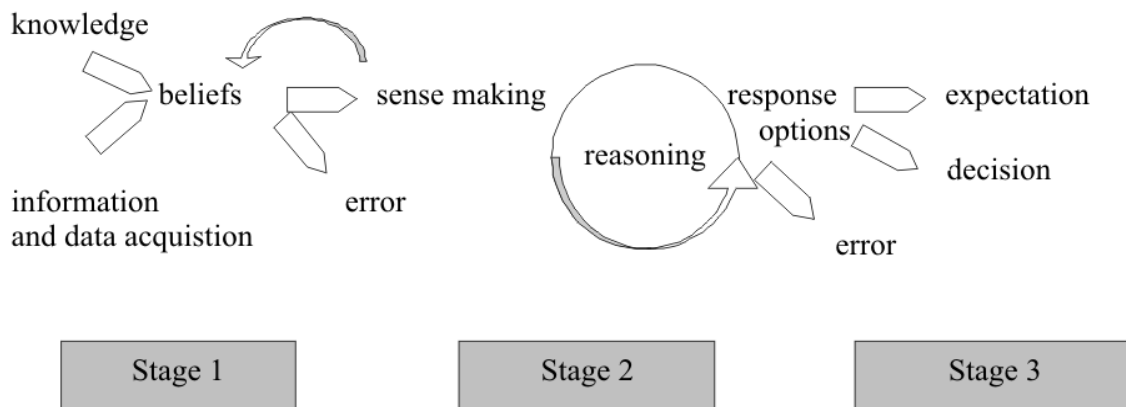 knowledge
beliefs
sense making
response
options
expectation
reasoning
decision
information
and data acquistion
error
error
Stage 1
Stage 2
Stage 3